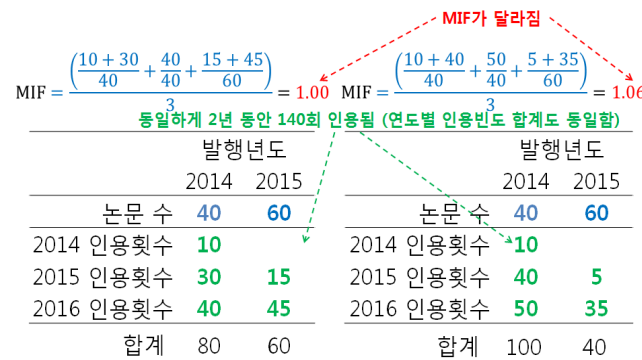 MIF가 달라짐
MIF = ((10 + 30)/40 + 40/40 + (15 + 45)/60)/3 = 1.00
MIF = ((10 + 40)/40 + 50/40 + (5 + 35)/60)/3 = 1.06
동일하게 2년 동안 140회 인용됨 (연도별 인용빈도 합계도 동일함)
발행년도
2014 2015
논문 수 40 60
2014 인용횟수 10
2015 인용횟수 30 15
2016 인용횟수 40 45
합계 80 60
발행년도
2014 2015
논문 수 40 60
2014 인용횟수 10
2015 인용횟수 40 5
2016 인용횟수 50 35
합계 100 40